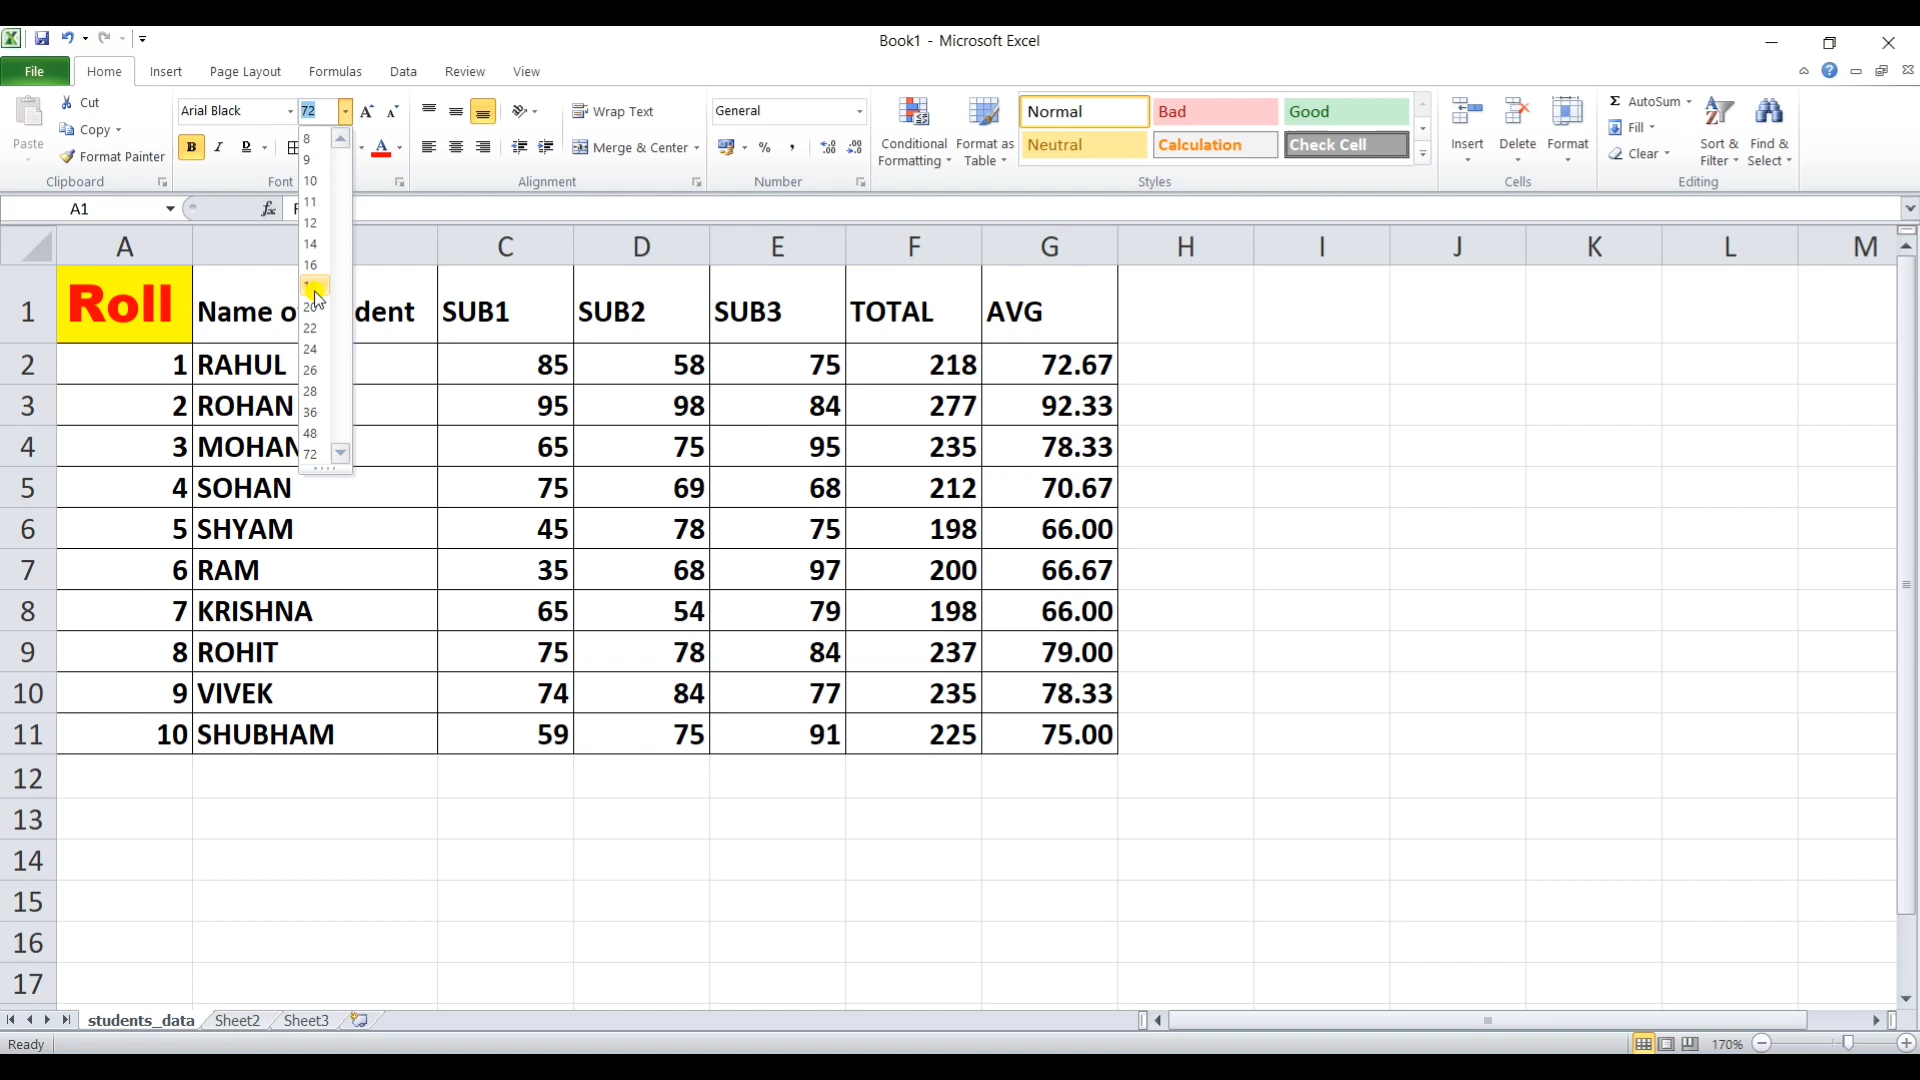 Book1 - Microsoft Excel
File Home Insert Page Layout Formulas Data Review View
Paste
Cut
Copy
Format Painter
Clipboard
Arial Black 72
B I D A
Font
Wrap Text
Merge & Center
Alignment
General
% ,
Number
Conditional Formatting
Format as Table
Normal Bad Good
Neutral Calculation Check Cell
Styles
Insert Delete Format
Cells
Σ AutoSum
Fill
Clear
Sort & Filter
Find & Select
Editing
A1 fx
8
9
10
11
12
14
16
20
22
24
26
28
36
48
72
A C D E F G H I J K L M
1 Roll Name o dent SUB1 SUB2 SUB3 TOTAL AVG
2 1 RAHUL 85 58 75 218 72.67
3 2 ROHAN 95 98 84 277 92.33
4 3 MOHAN 65 75 95 235 78.33
5 4 SOHAN 75 69 68 212 70.67
6 5 SHYAM 45 78 75 198 66.00
7 6 RAM 35 68 97 200 66.67
8 7 KRISHNA 65 54 79 198 66.00
9 8 ROHIT 75 78 84 237 79.00
10 9 VIVEK 74 84 77 235 78.33
11 10 SHUBHAM 59 75 91 225 75.00
12
13
14
15
16
17
students_data Sheet2 Sheet3
Ready 170%